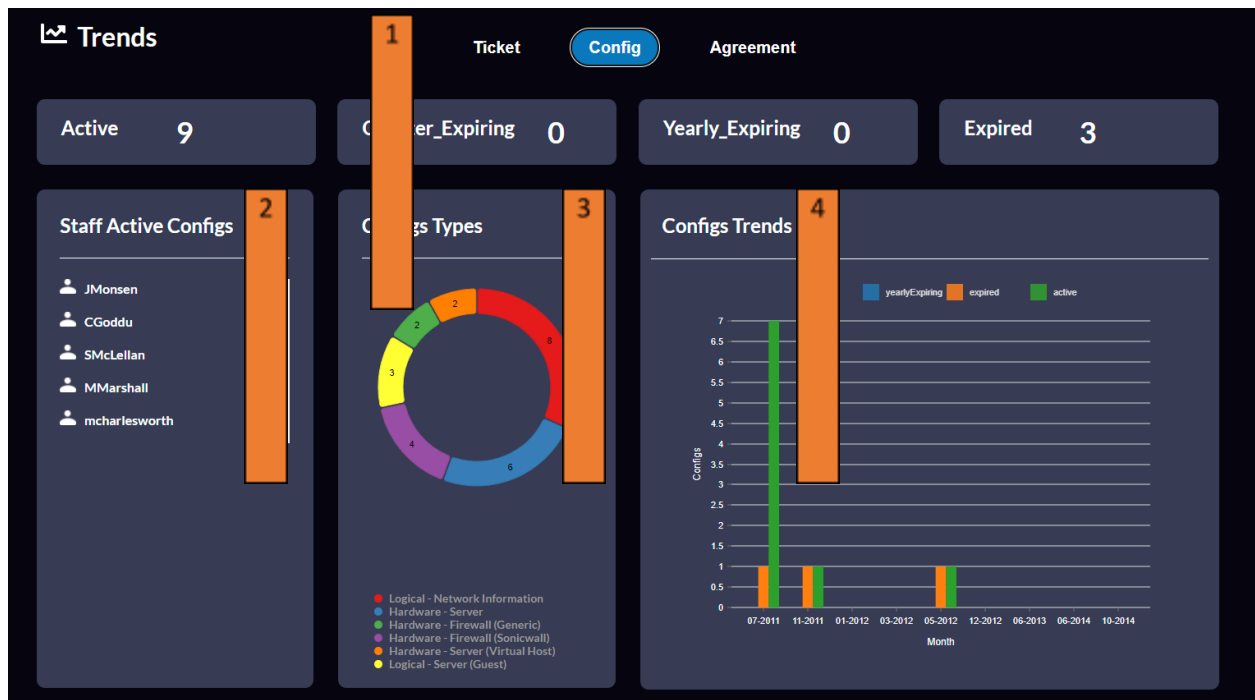 Trends
1
Ticket
Config
Agreement
Active 9
er_Expiring 0
Yearly_Expiring 0
Expired 3
Staff Active Configs
2
JMonsen
CGoddu
SMcLellan
MMarshall
mcharlesworth
gs Types
3
2
2
8
3
4
6
Logical - Network Information
Hardware - Server
Hardware - Firewall (Generic)
Hardware - Firewall (Sonicwall)
Hardware - Server (Virtual Host)
Logical - Server (Guest)
Configs Trends
4
yearlyExpiring expired active
7
6.5
6
5.5
5
4.5
4
3.5
3
2.5
2
1.5
1
0.5
0
Configs
07-2011 11-2011 01-2012 03-2012 05-2012 12-2012 06-2013 06-2014 10-2014
Month